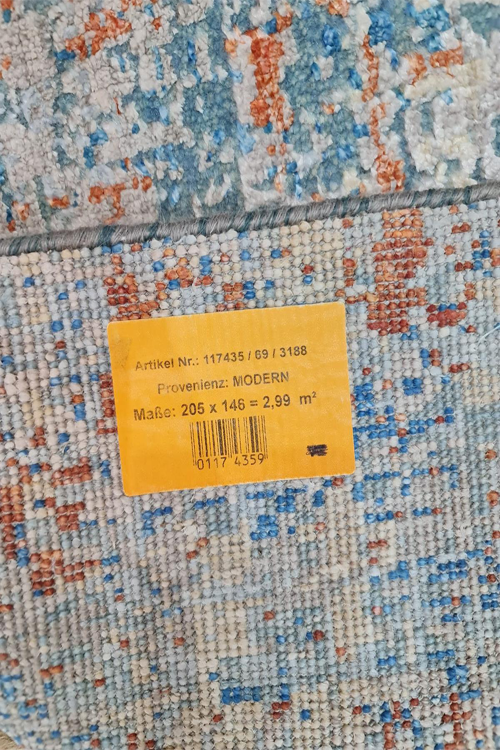 Artikel Nr.: 117435 / 69 / 3188
Provenienz: MODERN
Maße: 205 x 146 = 2,99 m²
0117 4359